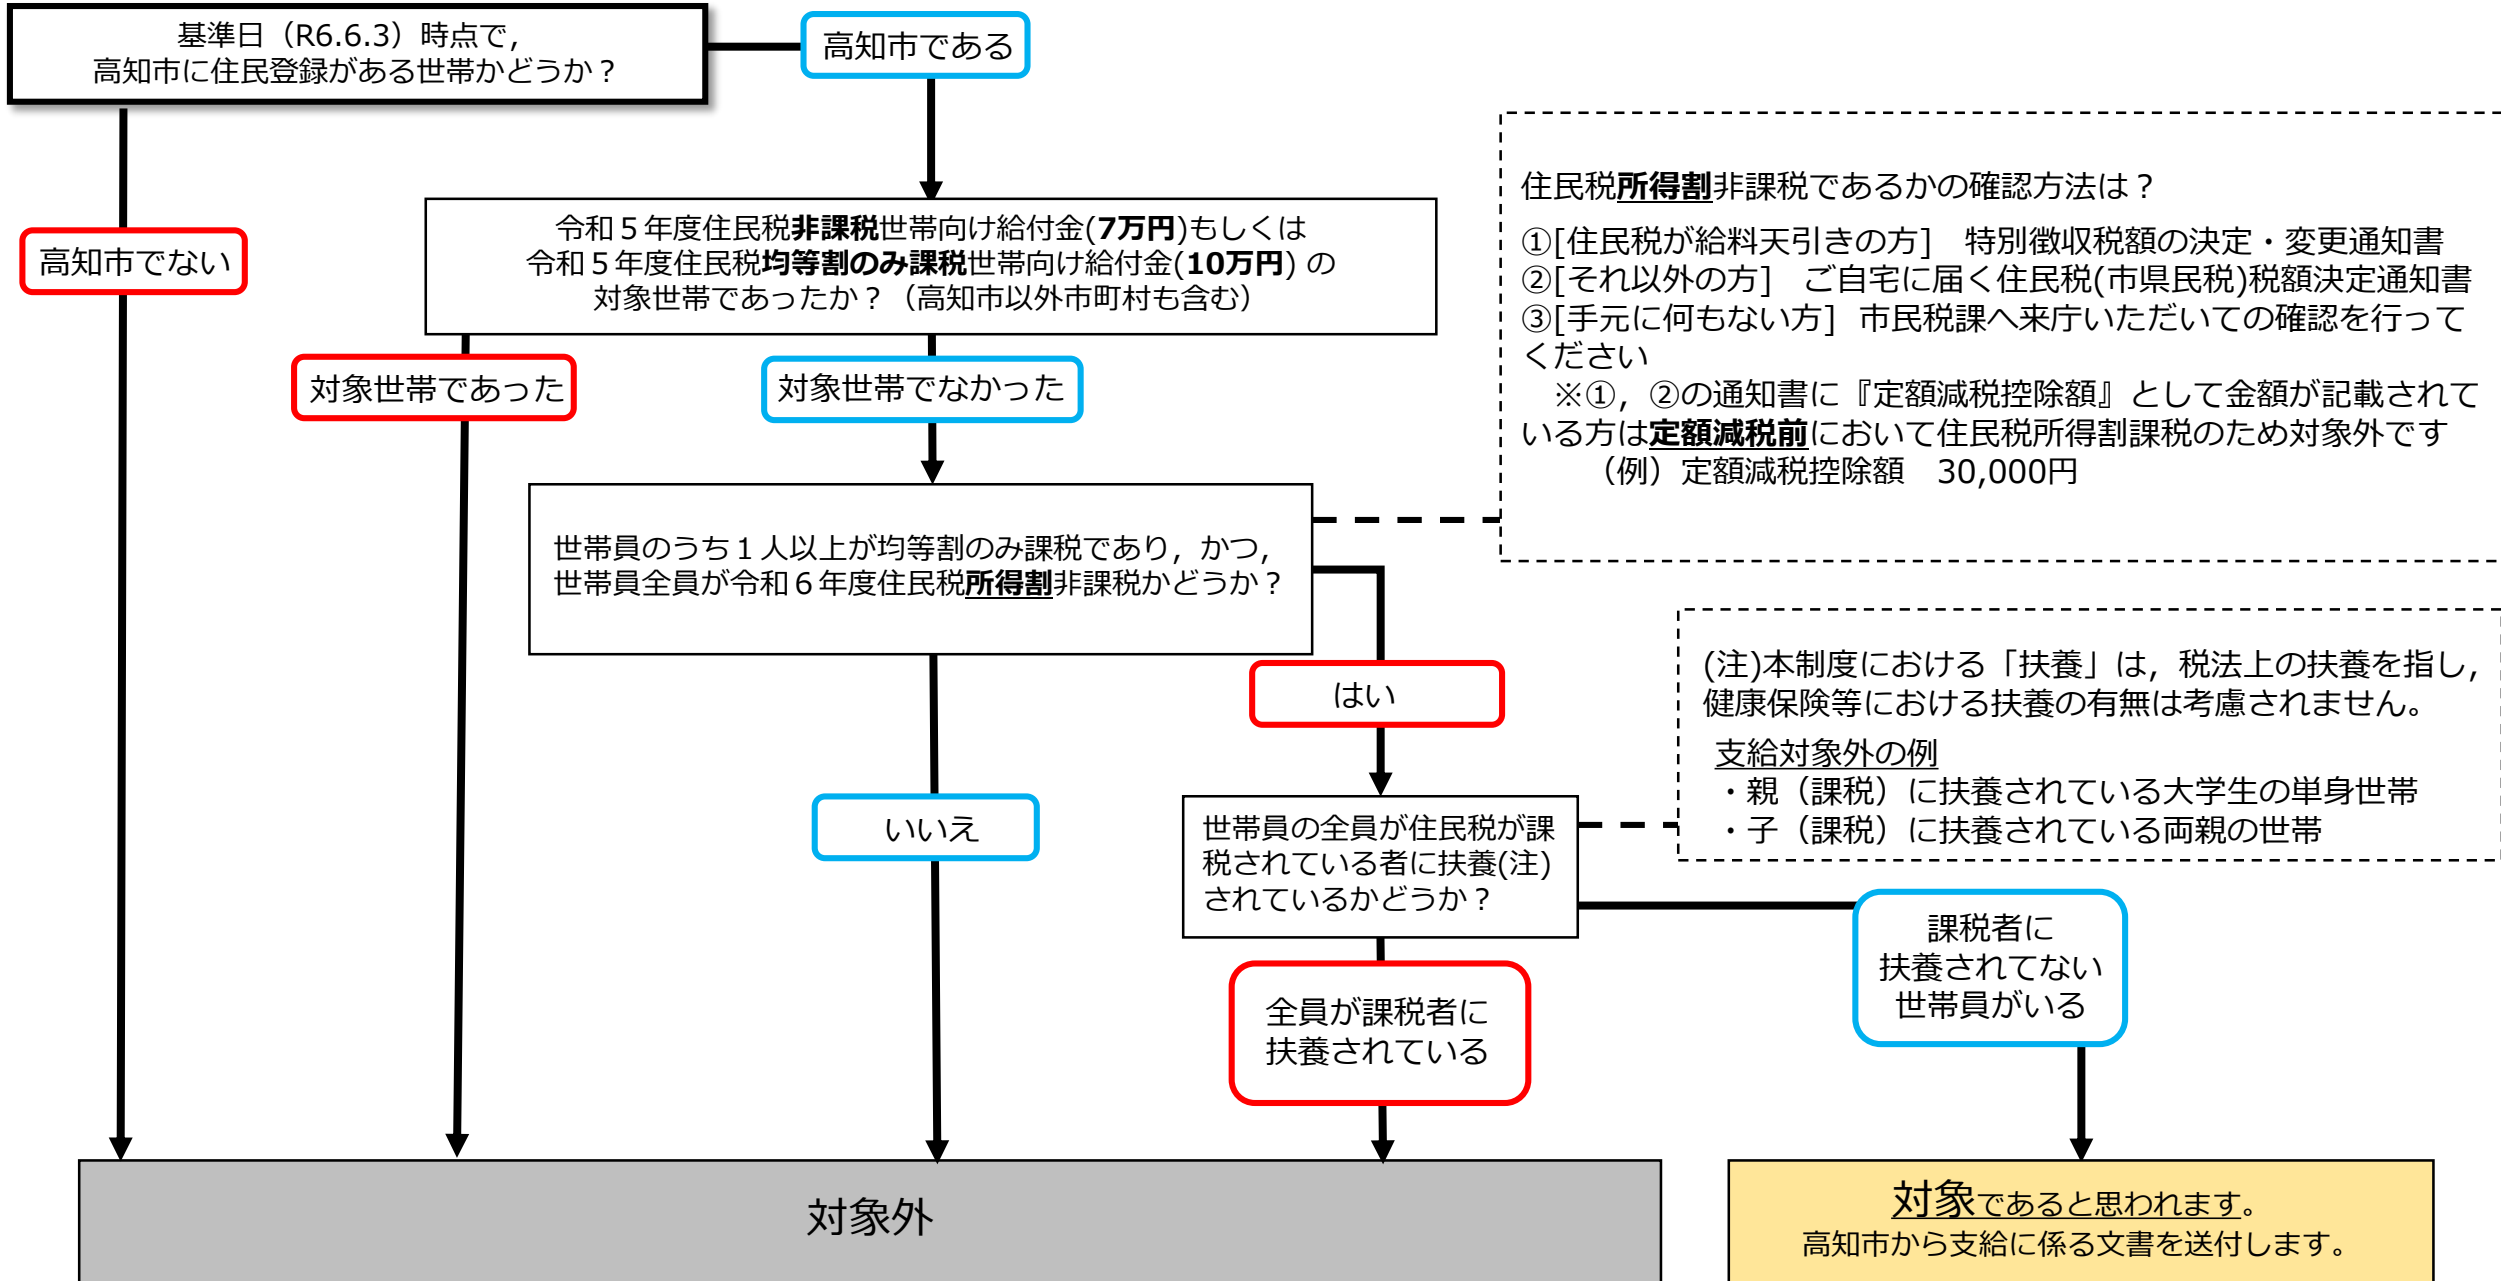 基準日（R6.6.3）時点で，
高知市に住民登録がある世帯かどうか？
高知市である
高知市でない
令和５年度住民税非課税世帯向け給付金(7万円)もしくは
令和５年度住民税均等割のみ課税世帯向け給付金(10万円) の
対象世帯であったか？（高知市以外市町村も含む）
対象世帯であった
対象世帯でなかった
住民税所得割非課税であるかの確認方法は？
①[住民税が給料天引きの方]　特別徴収税額の決定・変更通知書
②[それ以外の方]　ご自宅に届く住民税(市県民税)税額決定通知書
③[手元に何もない方]  市民税課へ来庁いただいての確認を行って
ください
　※①，②の通知書に『定額減税控除額』として金額が記載されて
いる方は定額減税前において住民税所得割課税のため対象外です
（例）定額減税控除額　30,000円
世帯員のうち１人以上が均等割のみ課税であり，かつ，
世帯員全員が令和６年度住民税所得割非課税かどうか？
はい
いいえ
(注)本制度における「扶養」は，税法上の扶養を指し，
健康保険等における扶養の有無は考慮されません。
支給対象外の例
・親（課税）に扶養されている大学生の単身世帯
・子（課税）に扶養されている両親の世帯
世帯員の全員が住民税が課
税されている者に扶養(注)
されているかどうか？
課税者に
扶養されてない
世帯員がいる
全員が課税者に
扶養されている
対象外
対象であると思われます。
高知市から支給に係る文書を送付します。